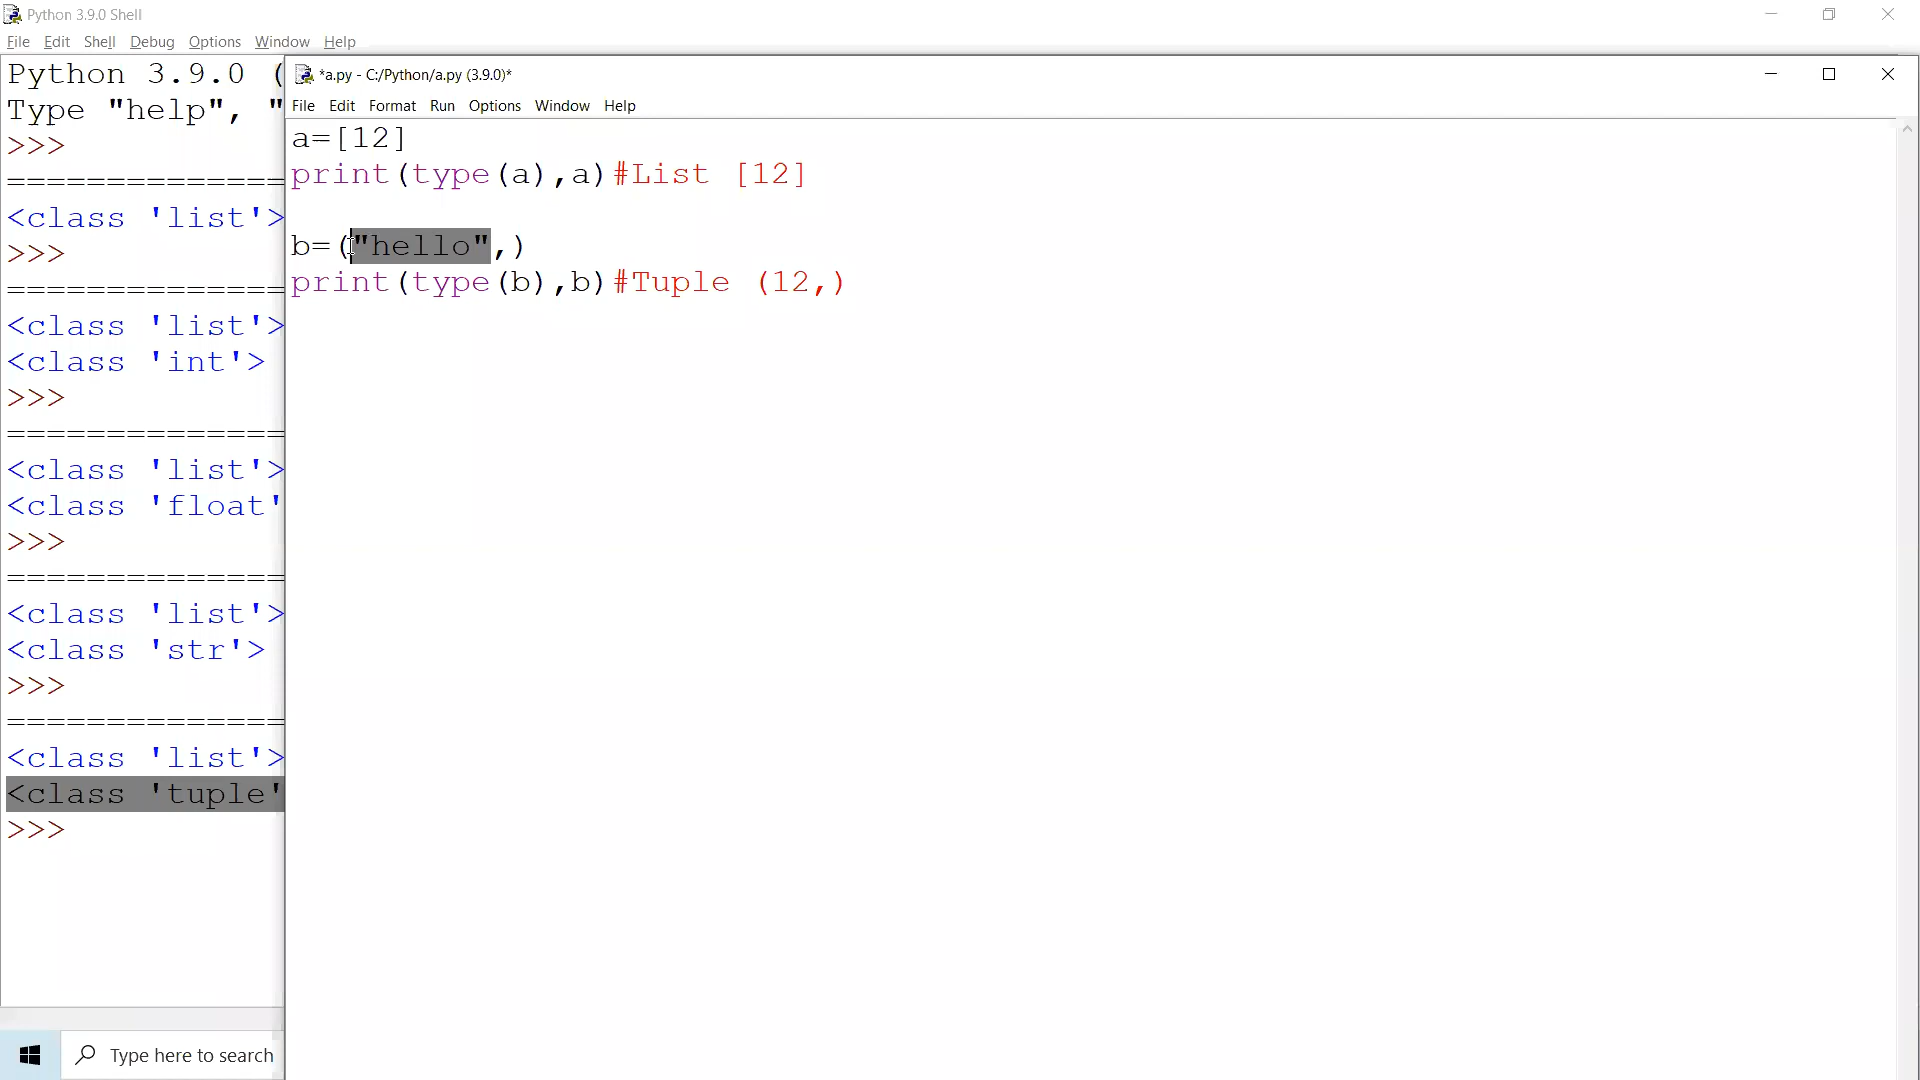 Python 3.9.0 Shell
File Edit Shell Debug Options Window Help
Python 3.9.0 (
Type "help", "
>>>
==============
<class 'list'>
>>>
==============
<class 'list'>
<class 'int'>
>>>
==============
<class 'list'>
<class 'float'
>>>
==============
<class 'list'>
<class 'str'>
>>>
==============
<class 'list'>
<class 'tuple'
>>>
*a.py - C:/Python/a.py (3.9.0)*
File Edit Format Run Options Window Help
a=[12]
print(type(a),a)#List [12]
b=("hello",)
print(type(b),b)#Tuple (12,)
Type here to search